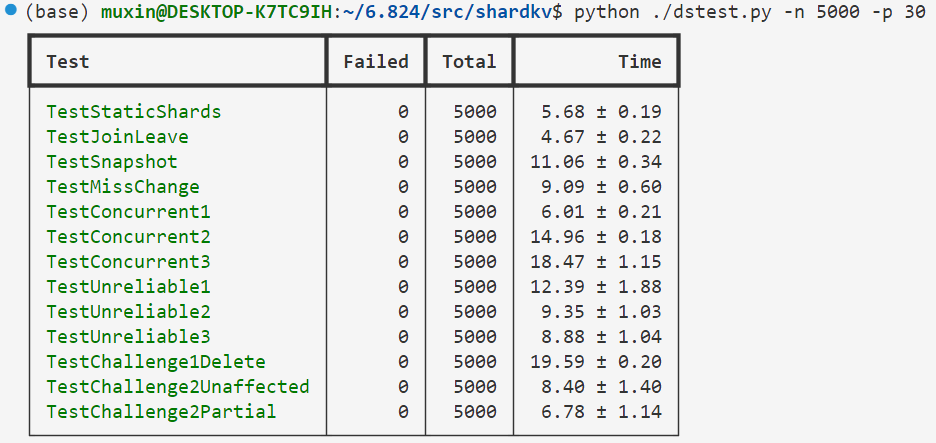 (base) muxin@DESKTOP-K7TC9IH:~/6.824/src/shardkv$ python ./dstest.py -n 5000 -p 30
Test Failed Total Time
TestStaticShards 0 5000 5.68 ± 0.19
TestJoinLeave 0 5000 4.67 ± 0.22
TestSnapshot 0 5000 11.06 ± 0.34
TestMissChange 0 5000 9.09 ± 0.60
TestConcurrent1 0 5000 6.01 ± 0.21
TestConcurrent2 0 5000 14.96 ± 0.18
TestConcurrent3 0 5000 18.47 ± 1.15
TestUnreliable1 0 5000 12.39 ± 1.88
TestUnreliable2 0 5000 9.35 ± 1.03
TestUnreliable3 0 5000 8.88 ± 1.04
TestChallenge1Delete 0 5000 19.59 ± 0.20
TestChallenge2Unaffected 0 5000 8.40 ± 1.40
TestChallenge2Partial 0 5000 6.78 ± 1.14